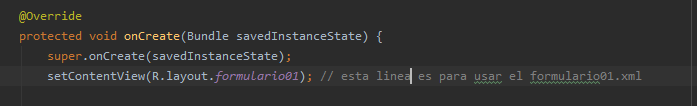 @Override
protected void onCreate(Bundle savedInstanceState) {
super.onCreate(savedInstanceState);
setContentView(R.layout.formulario01); // esta linea es para usar el formulario01.xml